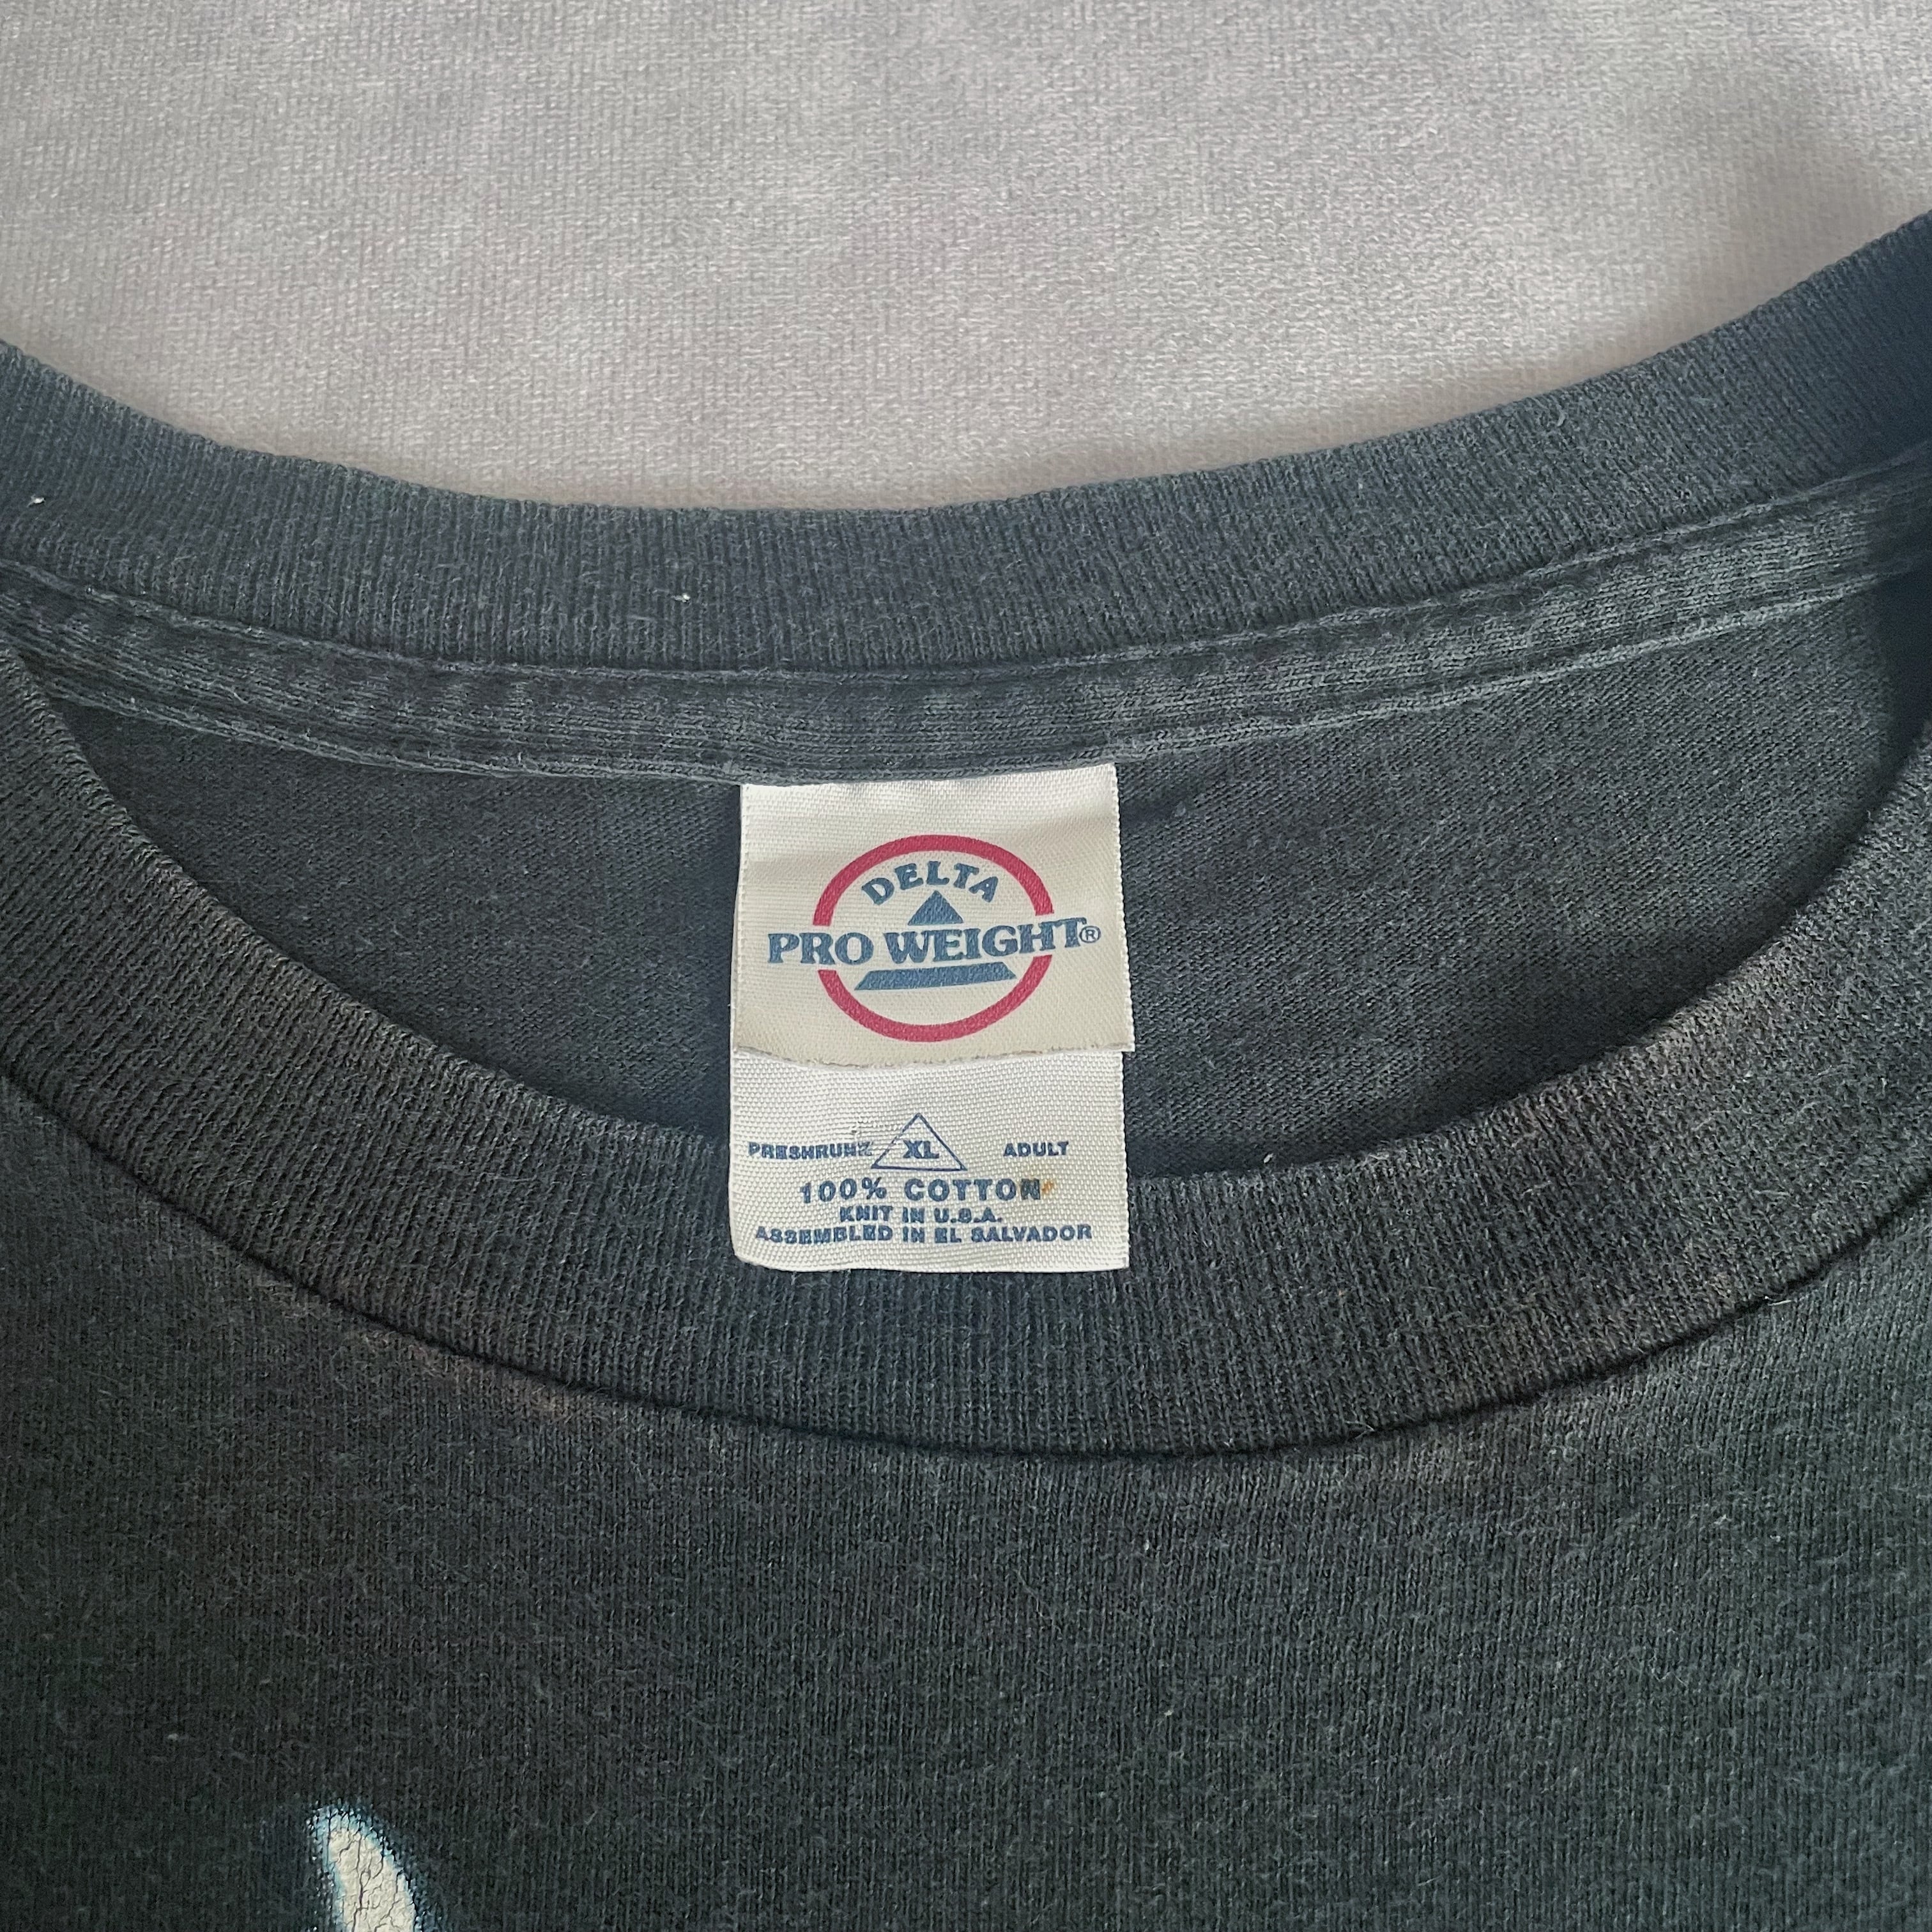 DELTA
PRO WEIGHT®
PRESHRUNK XL ADULT
100% COTTON
KNIT IN U.S.A.
ASSEMBLED IN EL SALVADOR